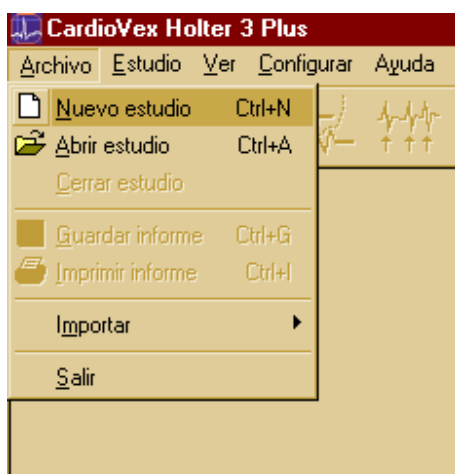 CardioVex Holter 3 Plus
Archivo Estudio Ver Configurar Ayuda
Nuevo estudio Ctrl+N
Abrir estudio Ctrl+A
Cerrar estudio
Guardar informe Ctrl+G
Imprimir informe Ctrl+I
Importar
Salir